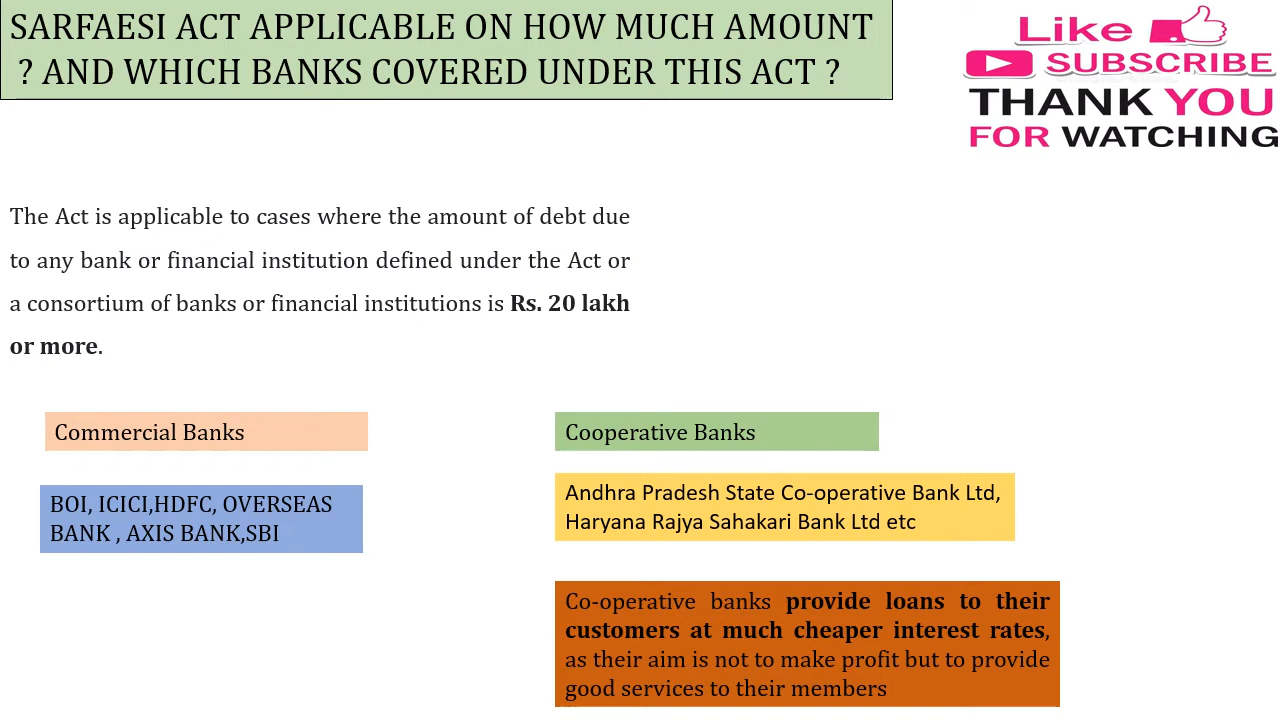 SARFAESI ACT APPLICABLE ON HOW MUCH AMOUNT
? AND WHICH BANKS COVERED UNDER THIS ACT ?
Like
SUBSCRIBE
THANK YOU
FOR WATCHING
The Act is applicable to cases where the amount of debt due
to any bank or financial institution defined under the Act or
a consortium of banks or financial institutions is Rs. 20 lakh
or more.
Commercial Banks
BOI, ICICI,HDFC, OVERSEAS
BANK , AXIS BANK,SBI
Cooperative Banks
Andhra Pradesh State Co-operative Bank Ltd,
Haryana Rajya Sahakari Bank Ltd etc
Co-operative banks provide loans to their
customers at much cheaper interest rates,
as their aim is not to make profit but to provide
good services to their members